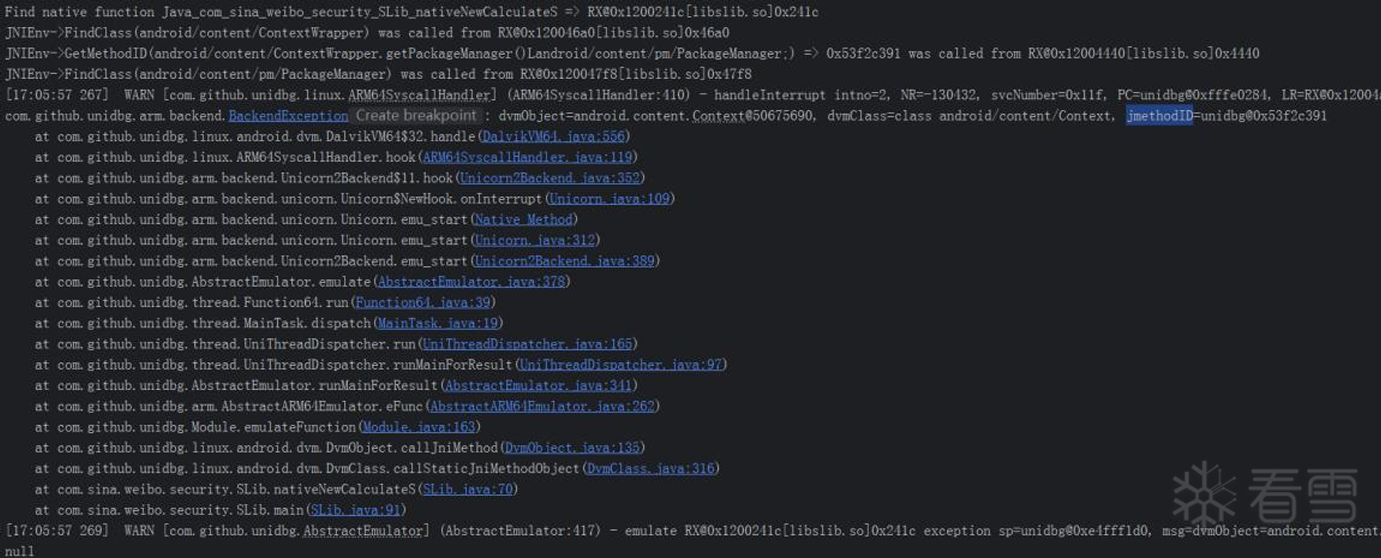 Find native function Java_com_sina_weibo_security_SLib_nativeNewCalculateS => RX@0x1200241c[libslib.so]0x241c
JNIEnv->FindClass(android/content/ContextWrapper) was called from RX@0x120046a0[libslib.so]0x46a0
JNIEnv->GetMethodID(android/content/ContextWrapper.getPackageManager()Landroid/content/pm/PackageManager;) => 0x53f2c391 was called from RX@0x12004440[libslib.so]0x4440
JNIEnv->FindClass(android/content/pm/PackageManager) was called from RX@0x120047f8[libslib.so]0x47f8
[17:05:57 267]  WARN [com.github.unidbg.linux.ARM64SyscallHandler] (ARM64SyscallHandler:410) - handleInterrupt intno=2, NR=-130432, svcNumber=0x11f, PC=unidbg@0xfffe0284, LR=RX@0x12004
com.github.unidbg.arm.backend.BackendException Create breakpoint : dvmObject=android.content.Context@50675690, dvmClass=class android/content/Context, jmethodID=unidbg@0x53f2c391
at com.github.unidbg.linux.android.dvm.DalvikVM64$32.handle(DalvikVM64.java:556)
at com.github.unidbg.linux.ARM64SyscallHandler.hook(ARM64SyscallHandler.java:119)
at com.github.unidbg.arm.backend.Unicorn2Backend$11.hook(Unicorn2Backend.java:352)
at com.github.unidbg.arm.backend.unicorn.Unicorn$NewHook.onInterrupt(Unicorn.java:109)
at com.github.unidbg.arm.backend.unicorn.Unicorn.emu_start(Native Method)
at com.github.unidbg.arm.backend.unicorn.Unicorn.emu_start(Unicorn.java:312)
at com.github.unidbg.arm.backend.Unicorn2Backend.emu_start(Unicorn2Backend.java:389)
at com.github.unidbg.AbstractEmulator.emulate(AbstractEmulator.java:378)
at com.github.unidbg.thread.Function64.run(Function64.java:39)
at com.github.unidbg.thread.MainTask.dispatch(MainTask.java:19)
at com.github.unidbg.thread.UniThreadDispatcher.run(UniThreadDispatcher.java:165)
at com.github.unidbg.thread.UniThreadDispatcher.runMainForResult(UniThreadDispatcher.java:97)
at com.github.unidbg.AbstractEmulator.runMainForResult(AbstractEmulator.java:341)
at com.github.unidbg.arm.AbstractARM64Emulator.eFunc(AbstractARM64Emulator.java:262)
at com.github.unidbg.Module.emulateFunction(Module.java:163)
at com.github.unidbg.linux.android.dvm.DvmObject.callJniMethod(DvmObject.java:135)
at com.github.unidbg.linux.android.dvm.DvmClass.callStaticJniMethodObject(DvmClass.java:316)
at com.sina.weibo.security.SLib.nativeNewCalculateS(SLib.java:70)
at com.sina.weibo.security.SLib.main(SLib.java:91)
[17:05:57 269]  WARN [com.github.unidbg.AbstractEmulator] (AbstractEmulator:417) - emulate RX@0x1200241c[libslib.so]0x241c exception sp=unidbg@0xe4fff1d0, msg=dvmObject=android.content
null
看雪